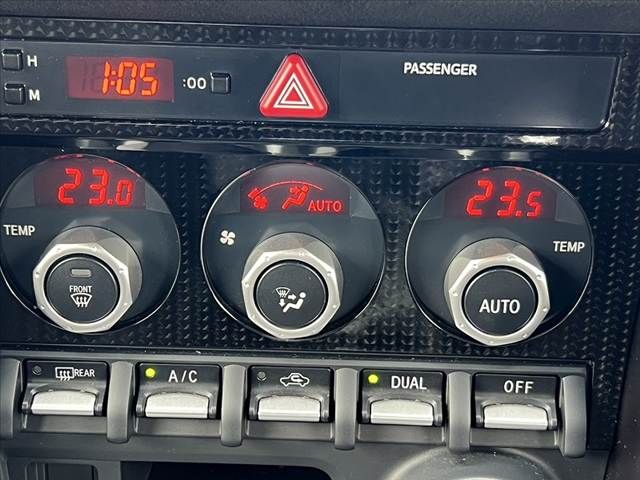 H 1:05 :00 PASSENGER
M
23.0 AUTO 23.5
TEMP TEMP
FRONT AUTO
REAR A/C DUAL OFF